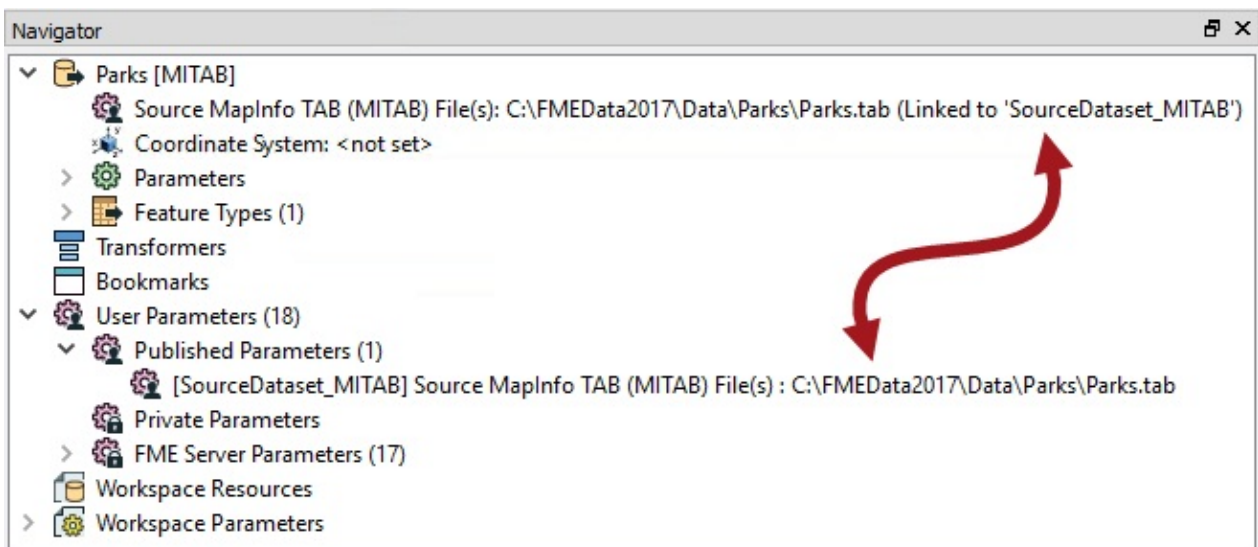 Navigator
Parks [MITAB]
Source MapInfo TAB (MITAB) File(s): C:\FMEData2017\Data\Parks\Parks.tab (Linked to 'SourceDataset_MITAB')
Coordinate System: <not set>
Parameters
Feature Types (1)
Transformers
Bookmarks
User Parameters (18)
Published Parameters (1)
[SourceDataset_MITAB] Source MapInfo TAB (MITAB) File(s) : C:\FMEData2017\Data\Parks\Parks.tab
Private Parameters
FME Server Parameters (17)
Workspace Resources
Workspace Parameters